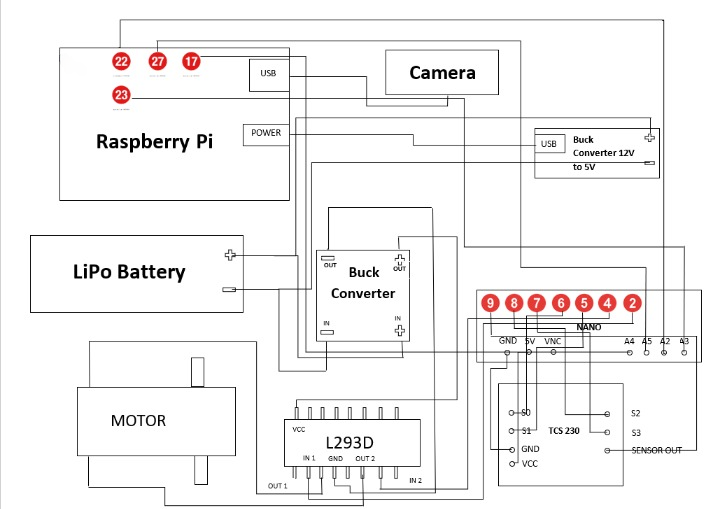 22 27 17
23
USB
Camera
Raspberry Pi
POWER
USB
Buck
Converter 12V
to 5V
LiPo Battery
OUT
OUT
Buck
Converter
IN
IN
9 8 7 6 5 4 2
NANO
GND 5V VNC A4 A5 A2 A3
MOTOR
VCC
L293D
IN 1 GND OUT 2
OUT 1
IN 2
S0
S2
S1
TCS 230
S3
GND
SENSOR OUT
VCC